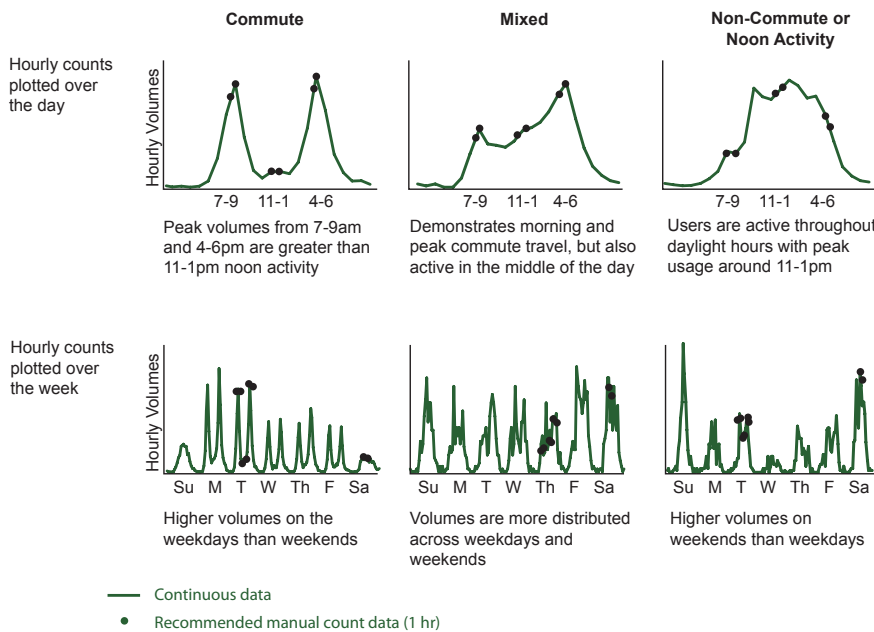 Commute
Mixed
Non-Commute or
Noon Activity
Hourly counts
plotted over
the day
Hourly Volumes
7-9 11-1 4-6
7-9 11-1 4-6
7-9 11-1 4-6
Peak volumes from 7-9am
and 4-6pm are greater than
11-1pm noon activity
Demonstrates morning and
peak commute travel, but also
active in the middle of the day
Users are active throughout
daylight hours with peak
usage around 11-1pm
Hourly counts
plotted over
the week
Hourly Volumes
Su M T W Th F Sa
Su M T W Th F Sa
Su M T W Th F Sa
Higher volumes on the
weekdays than weekends
Volumes are more distributed
across weekdays and
weekends
Higher volumes on
weekends than weekdays
Continuous data
Recommended manual count data (1 hr)